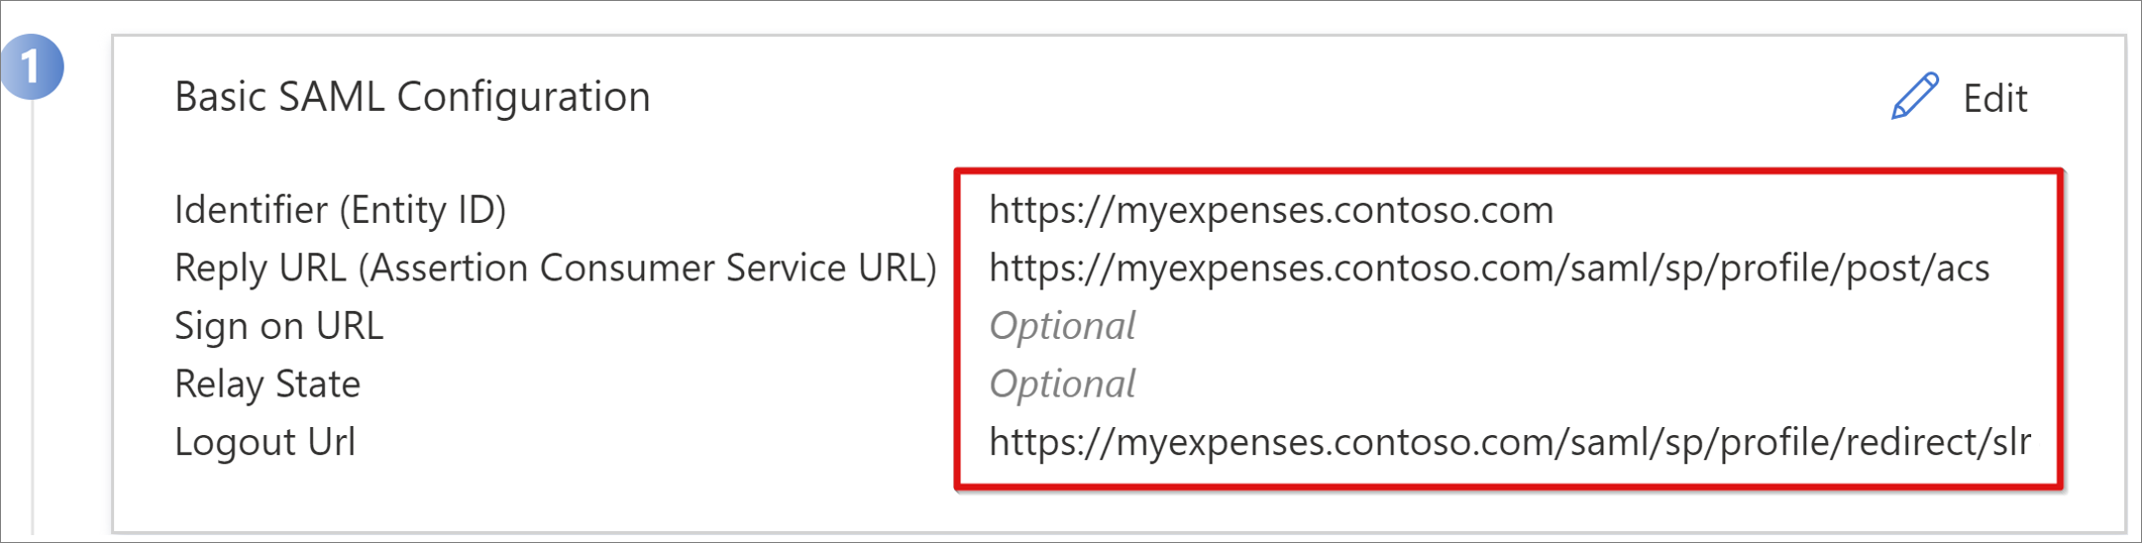 1
Basic SAML Configuration
Edit
Identifier (Entity ID) https://myexpenses.contoso.com
Reply URL (Assertion Consumer Service URL) https://myexpenses.contoso.com/saml/sp/profile/post/acs
Sign on URL Optional
Relay State Optional
Logout Url https://myexpenses.contoso.com/saml/sp/profile/redirect/slr